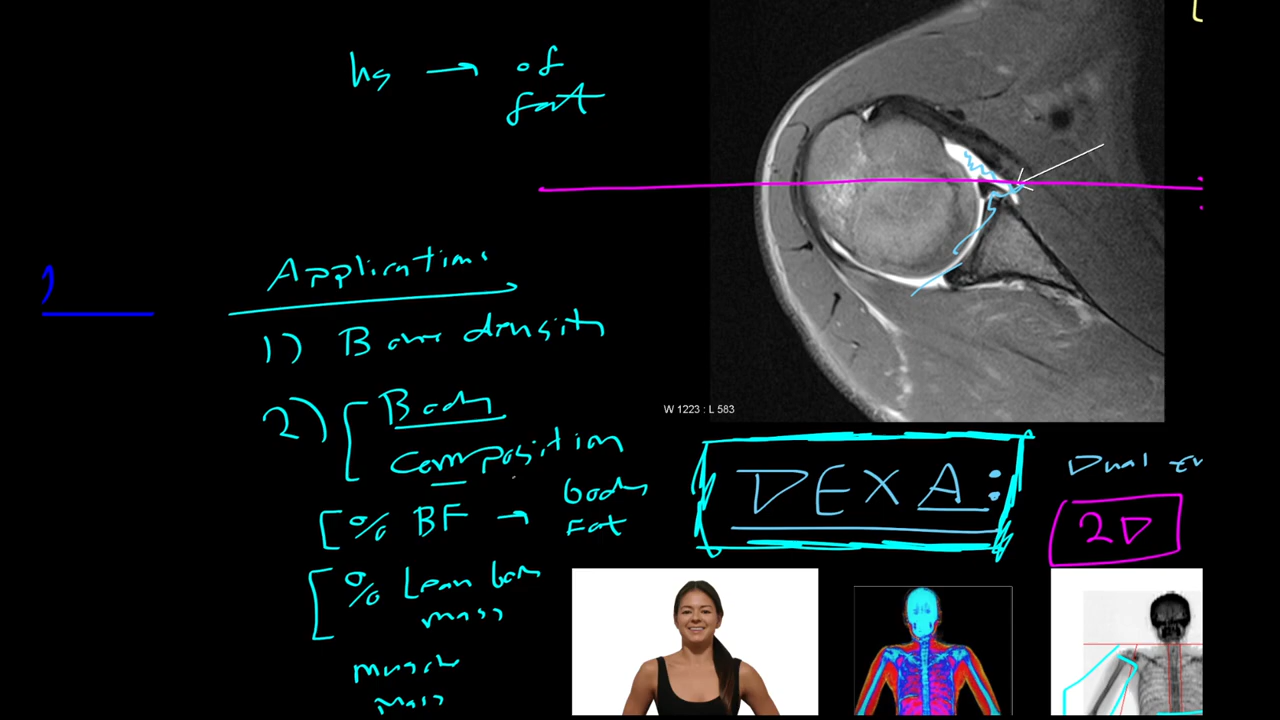 kg → of
fat
Applications
1) Bone density
2) [Body
Composition
[% BF → body
Fat
[% Lean body
mass
muscle
mass
W 1223 : L 583
DEXA:
Dual en
2D